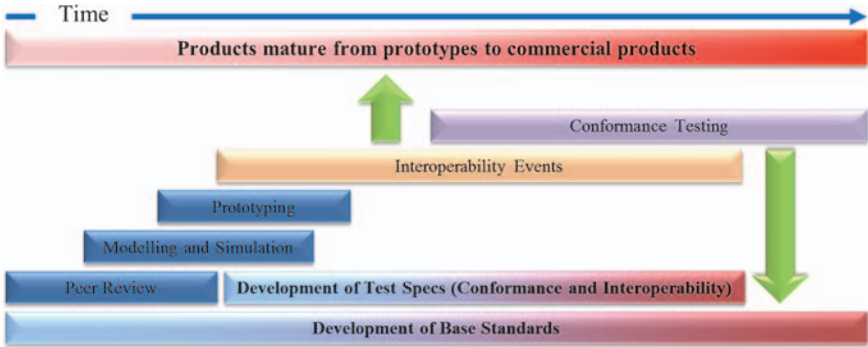 Time
Products mature from prototypes to commercial products
Conformance Testing
Interoperability Events
Prototyping
Modelling and Simulation
Peer Review
Development of Test Specs (Conformance and Interoperability)
Development of Base Standards